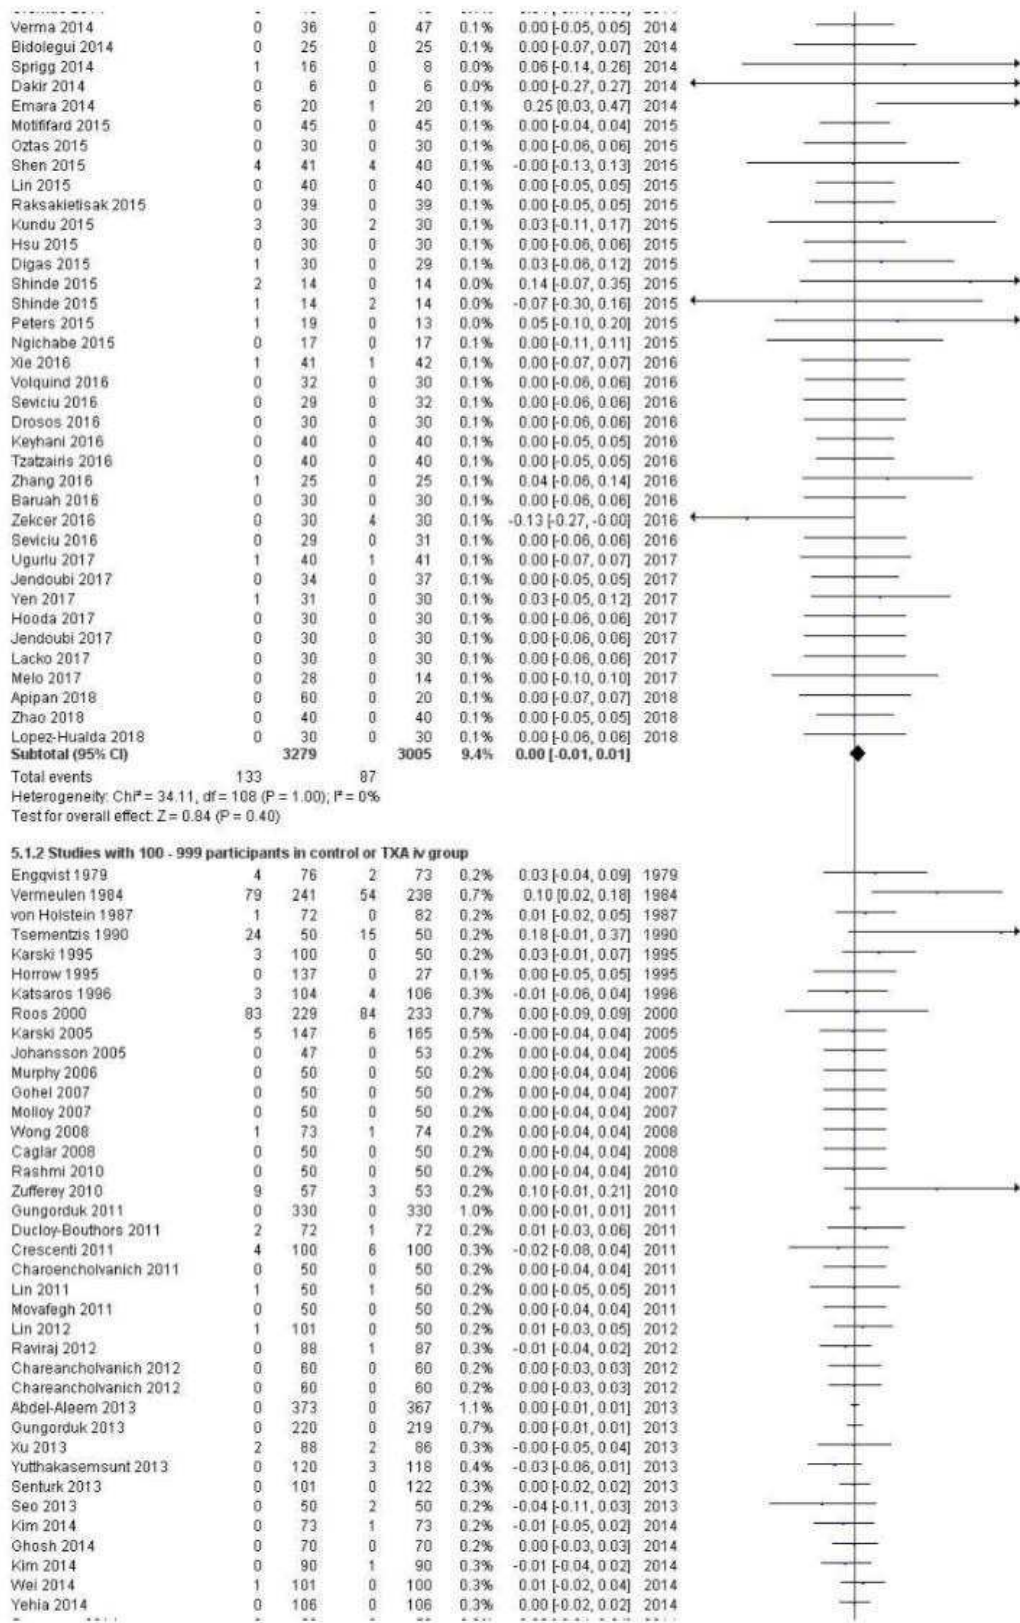 Verma 2014 0 36 0 47 0.1% 0.00 [-0.05, 0.05] 2014
Bidolegui 2014 0 25 0 25 0.1% 0.00 [-0.07, 0.07] 2014
Sprigg 2014 1 16 0 8 0.0% 0.06 [-0.14, 0.26] 2014
Dakir 2014 0 6 0 6 0.0% 0.00 [-0.27, 0.27] 2014
Emara 2014 6 20 1 20 0.1% 0.25 [0.03, 0.47] 2014
Motififard 2015 0 45 0 45 0.1% 0.00 [-0.04, 0.04] 2015
Oztas 2015 0 30 0 30 0.1% 0.00 [-0.06, 0.06] 2015
Shen 2015 4 41 4 40 0.1% -0.00 [-0.13, 0.13] 2015
Lin 2015 0 40 0 40 0.1% 0.00 [-0.05, 0.05] 2015
Raksakietisak 2015 0 39 0 39 0.1% 0.00 [-0.05, 0.05] 2015
Kundu 2015 3 30 2 30 0.1% 0.03 [-0.11, 0.17] 2015
Hsu 2015 0 30 0 30 0.1% 0.00 [-0.06, 0.06] 2015
Digas 2015 1 30 0 29 0.1% 0.03 [-0.06, 0.12] 2015
Shinde 2015 2 14 0 14 0.0% 0.14 [-0.07, 0.35] 2015
Shinde 2015 1 14 2 14 0.0% -0.07 [-0.30, 0.16] 2015
Peters 2015 1 19 0 13 0.0% 0.05 [-0.10, 0.20] 2015
Ngichabe 2015 0 17 0 17 0.1% 0.00 [-0.11, 0.11] 2015
Xie 2016 1 41 1 42 0.1% 0.00 [-0.07, 0.07] 2016
Volquind 2016 0 32 0 30 0.1% 0.00 [-0.06, 0.06] 2016
Seviciu 2016 0 29 0 32 0.1% 0.00 [-0.06, 0.06] 2016
Drosos 2016 0 30 0 30 0.1% 0.00 [-0.06, 0.06] 2016
Keyhani 2016 0 40 0 40 0.1% 0.00 [-0.05, 0.05] 2016
Tzatzairis 2016 0 40 0 40 0.1% 0.00 [-0.05, 0.05] 2016
Zhang 2016 1 25 0 25 0.1% 0.04 [-0.06, 0.14] 2016
Baruah 2016 0 30 0 30 0.1% 0.00 [-0.06, 0.06] 2016
Zekcer 2016 0 30 4 30 0.1% -0.13 [-0.27, -0.00] 2016
Seviciu 2016 0 29 0 31 0.1% 0.00 [-0.06, 0.06] 2016
Ugurlu 2017 1 40 1 41 0.1% 0.00 [-0.07, 0.07] 2017
Jendoubi 2017 0 34 0 37 0.1% 0.00 [-0.05, 0.05] 2017
Yen 2017 1 31 0 30 0.1% 0.03 [-0.05, 0.12] 2017
Hooda 2017 0 30 0 30 0.1% 0.00 [-0.06, 0.06] 2017
Jendoubi 2017 0 30 0 30 0.1% 0.00 [-0.06, 0.06] 2017
Lacko 2017 0 30 0 30 0.1% 0.00 [-0.06, 0.06] 2017
Melo 2017 0 28 0 14 0.1% 0.00 [-0.10, 0.10] 2017
Apipan 2018 0 60 0 20 0.1% 0.00 [-0.07, 0.07] 2018
Zhao 2018 0 40 0 40 0.1% 0.00 [-0.05, 0.05] 2018
Lopez-Hualda 2018 0 30 0 30 0.1% 0.00 [-0.06, 0.06] 2018
Subtotal (95% CI) 3279 3005 9.4% 0.00 [-0.01, 0.01]
Total events 133 87
Heterogeneity: Chi² = 34.11, df = 108 (P = 1.00); I² = 0%
Test for overall effect: Z = 0.84 (P = 0.40)
5.1.2 Studies with 100 - 999 participants in control or TXA iv group
Engqvist 1979 4 76 2 73 0.2% 0.03 [-0.04, 0.09] 1979
Vermeulen 1984 79 241 54 238 0.7% 0.10 [0.02, 0.18] 1984
von Holstein 1987 1 72 0 82 0.2% 0.01 [-0.02, 0.05] 1987
Tsementzis 1990 24 50 15 50 0.2% 0.18 [-0.01, 0.37] 1990
Karski 1995 3 100 0 50 0.2% 0.03 [-0.01, 0.07] 1995
Horrow 1995 0 137 0 27 0.1% 0.00 [-0.05, 0.05] 1995
Katsaros 1996 3 104 4 106 0.3% -0.01 [-0.06, 0.04] 1996
Roos 2000 83 229 84 233 0.7% 0.00 [-0.09, 0.09] 2000
Karski 2005 5 147 6 165 0.5% -0.00 [-0.04, 0.04] 2005
Johansson 2005 0 47 0 53 0.2% 0.00 [-0.04, 0.04] 2005
Murphy 2006 0 50 0 50 0.2% 0.00 [-0.04, 0.04] 2006
Gohel 2007 0 50 0 50 0.2% 0.00 [-0.04, 0.04] 2007
Molloy 2007 0 50 0 50 0.2% 0.00 [-0.04, 0.04] 2007
Wong 2008 1 73 1 74 0.2% 0.00 [-0.04, 0.04] 2008
Caglar 2008 0 50 0 50 0.2% 0.00 [-0.04, 0.04] 2008
Rashmi 2010 0 50 0 50 0.2% 0.00 [-0.04, 0.04] 2010
Zufferey 2010 9 57 3 53 0.2% 0.10 [-0.01, 0.21] 2010
Gungorduk 2011 0 330 0 330 1.0% 0.00 [-0.01, 0.01] 2011
Ducloy-Bouthors 2011 2 72 1 72 0.2% 0.01 [-0.03, 0.06] 2011
Crescenti 2011 4 100 6 100 0.3% -0.02 [-0.08, 0.04] 2011
Charoencholvanich 2011 0 50 0 50 0.2% 0.00 [-0.04, 0.04] 2011
Lin 2011 1 50 1 50 0.2% 0.00 [-0.05, 0.05] 2011
Movafegh 2011 0 50 0 50 0.2% 0.00 [-0.04, 0.04] 2011
Lin 2012 1 101 0 50 0.2% 0.01 [-0.03, 0.05] 2012
Raviraj 2012 0 88 1 87 0.3% -0.01 [-0.04, 0.02] 2012
Chareancholvanich 2012 0 60 0 60 0.2% 0.00 [-0.03, 0.03] 2012
Chareancholvanich 2012 0 60 0 60 0.2% 0.00 [-0.03, 0.03] 2012
Abdel-Aleem 2013 0 373 0 367 1.1% 0.00 [-0.01, 0.01] 2013
Gungorduk 2013 0 220 0 219 0.7% 0.00 [-0.01, 0.01] 2013
Xu 2013 2 88 2 86 0.3% -0.00 [-0.05, 0.04] 2013
Yutthakasemsunt 2013 0 120 3 118 0.4% -0.03 [-0.06, 0.01] 2013
Senturk 2013 0 101 0 122 0.3% 0.00 [-0.02, 0.02] 2013
Seo 2013 0 50 2 50 0.2% -0.04 [-0.11, 0.03] 2013
Kim 2014 0 73 1 73 0.2% -0.01 [-0.05, 0.02] 2014
Ghosh 2014 0 70 0 70 0.2% 0.00 [-0.03, 0.03] 2014
Kim 2014 0 90 1 90 0.3% -0.01 [-0.04, 0.02] 2014
Wei 2014 1 101 0 100 0.3% 0.01 [-0.02, 0.04] 2014
Yehia 2014 0 106 0 106 0.3% 0.00 [-0.02, 0.02] 2014